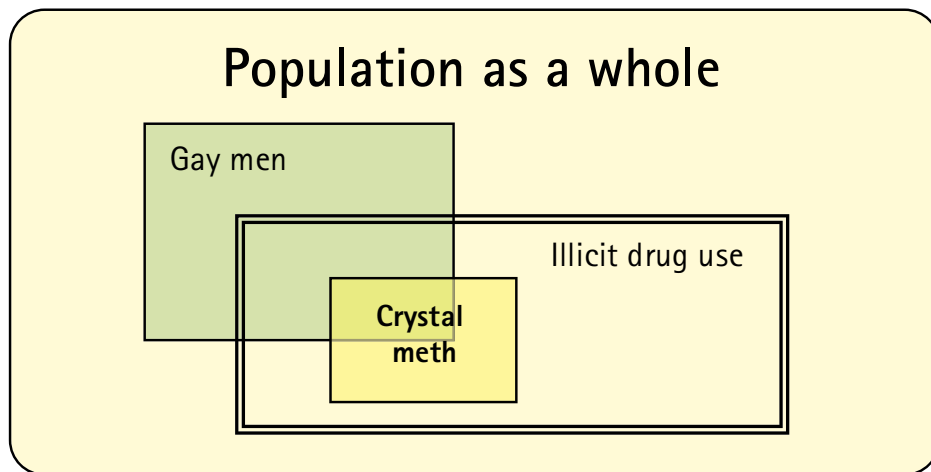 Population as a whole
Gay men
Illicit drug use
Crystal
meth